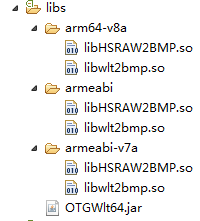 libs
arm64-v8a
libHSRAW2BMP.so
libwlt2bmp.so
armeabi
libHSRAW2BMP.so
libwlt2bmp.so
armeabi-v7a
libHSRAW2BMP.so
libwlt2bmp.so
OTGWlt64.jar